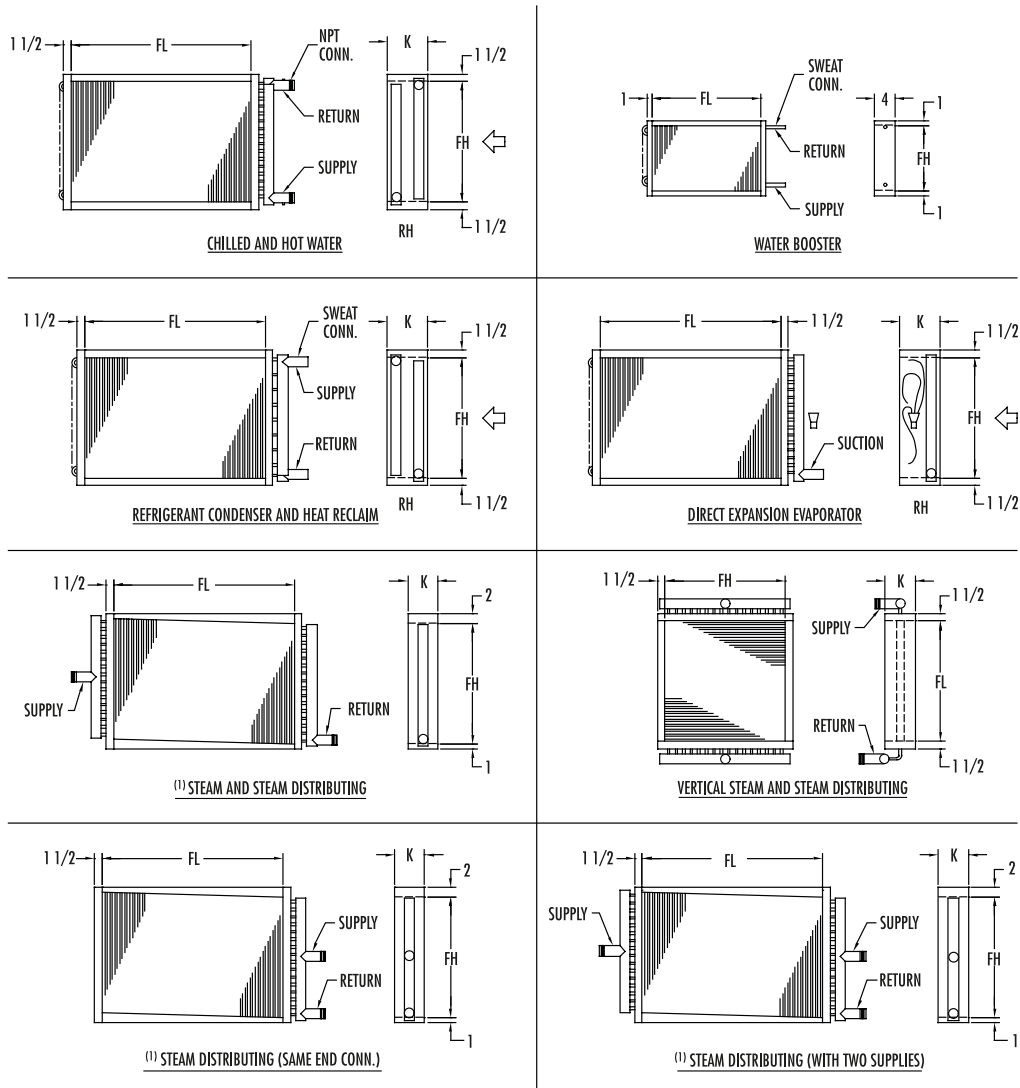 1 1/2
FL
NPT
CONN.
K
1 1/2
RETURN
FH
SUPPLY
RH
1 1/2
CHILLED AND HOT WATER
1
FL
SWEAT
CONN.
4
1
RETURN
FH
SUPPLY
1
WATER BOOSTER
1 1/2
FL
SWEAT
CONN.
K
1 1/2
SUPPLY
FH
RETURN
RH
1 1/2
REFRIGERANT CONDENSER AND HEAT RECLAIM
FL
1 1/2
K
1 1/2
FH
SUCTION
RH
1 1/2
DIRECT EXPANSION EVAPORATOR
1 1/2
FL
K
2
FH
SUPPLY
RETURN
1
(1) STEAM AND STEAM DISTRIBUTING
1 1/2
FH
K
1 1/2
SUPPLY
FL
RETURN
1 1/2
VERTICAL STEAM AND STEAM DISTRIBUTING
1 1/2
FL
K
2
SUPPLY
FH
RETURN
1
(1) STEAM DISTRIBUTING (SAME END CONN.)
1 1/2
FL
K
2
SUPPLY
SUPPLY
FH
RETURN
1
(1) STEAM DISTRIBUTING (WITH TWO SUPPLIES)